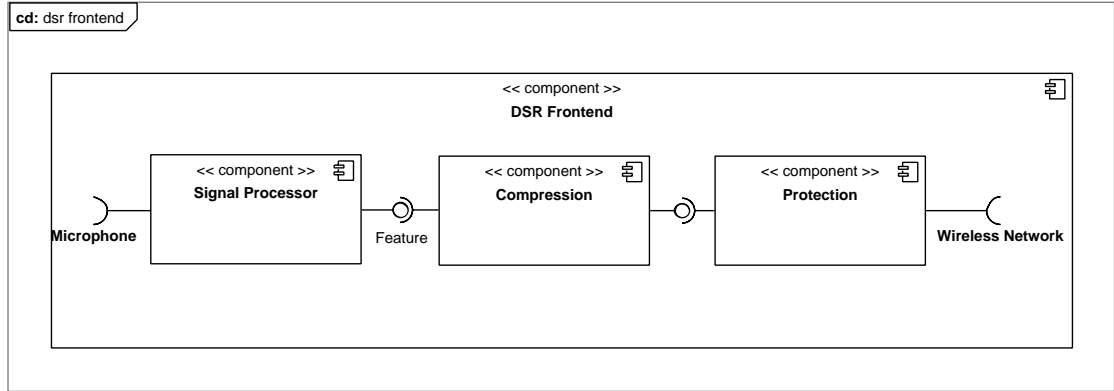 cd: dsr frontend
<< component >>
DSR Frontend
<< component >>
Signal Processor
<< component >>
Compression
<< component >>
Protection
Microphone
Feature
Wireless Network